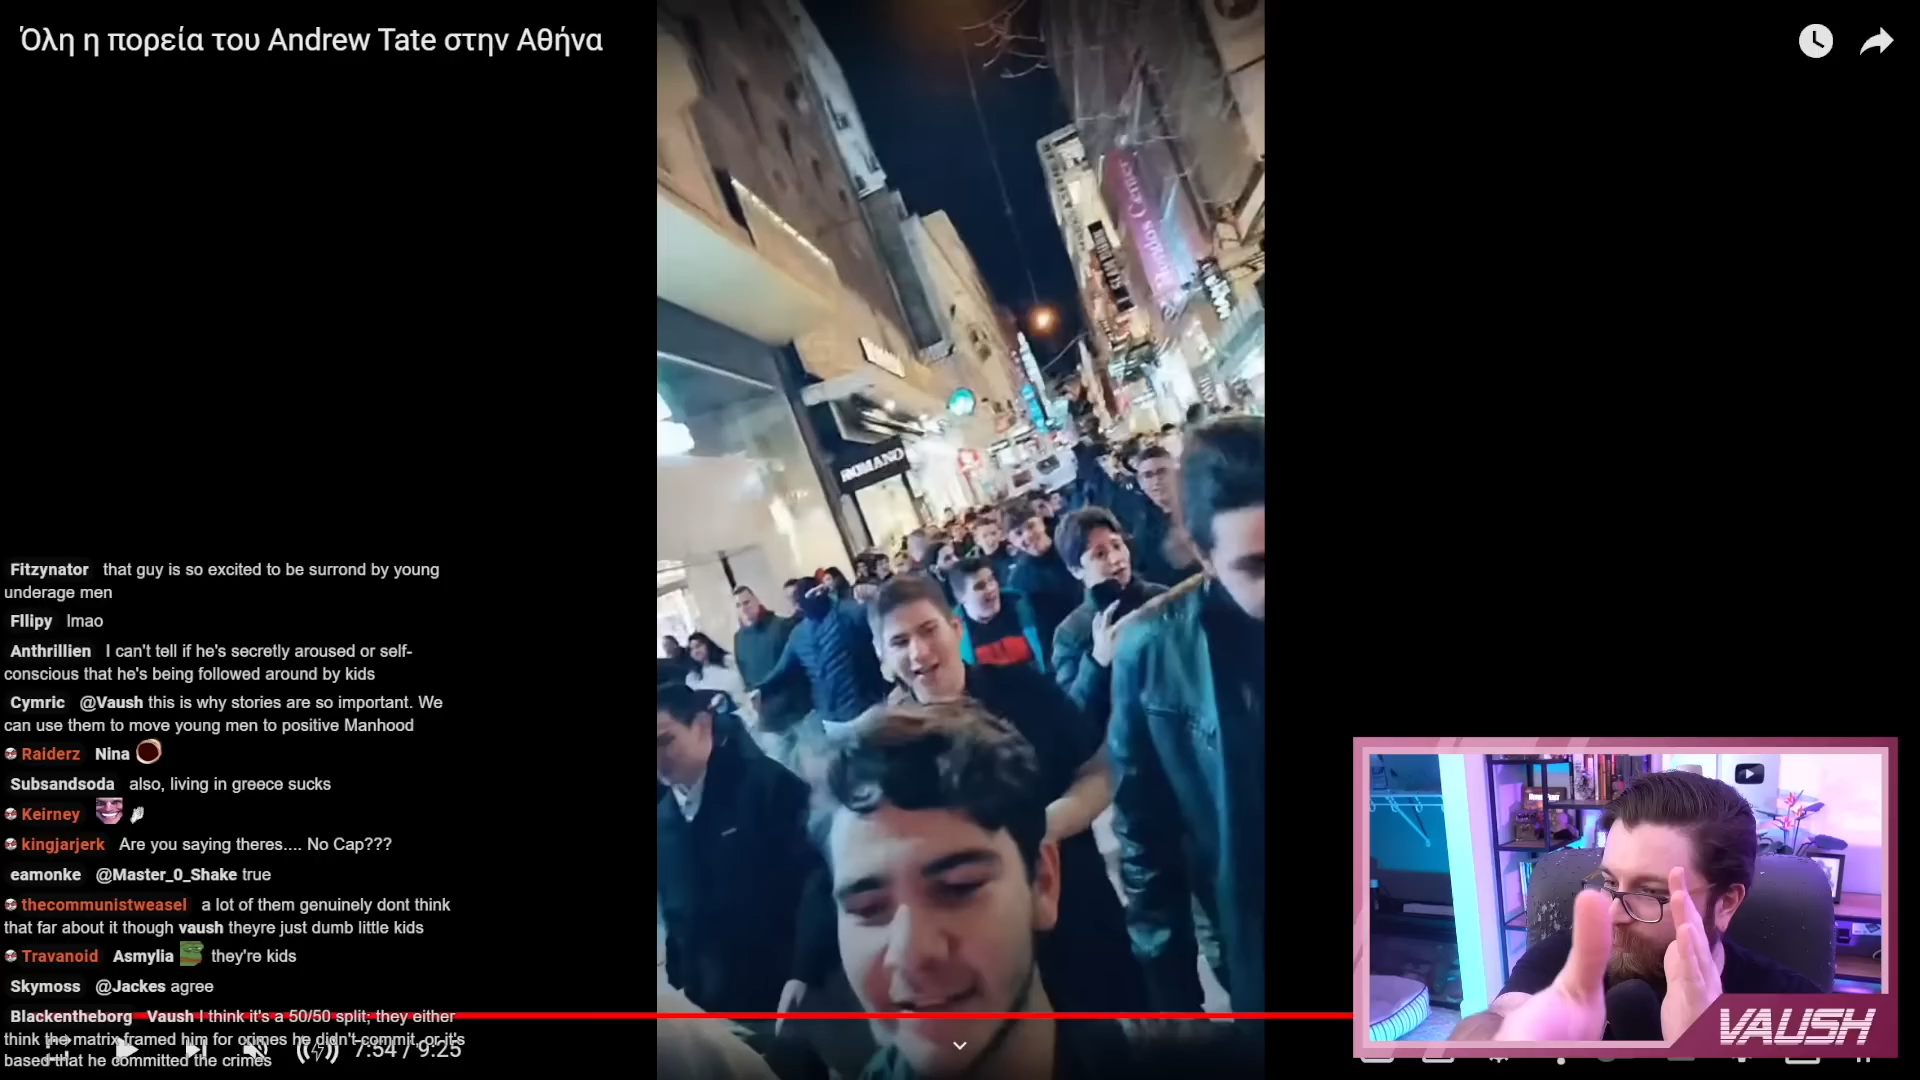 Όλη η πορεία του Andrew Tate στην Αθήνα
ROMANO
Fitzynator that guy is so excited to be surrond by young
underage men
Fllipy lmao
Anthrillien I can't tell if he's secretly aroused or self-
conscious that he's being followed around by kids
Cymric @Vaush this is why stories are so important. We
can use them to move young men to positive Manhood
Raiderz Nina
Subsandsoda also, living in greece sucks
Keirney
kingjarjerk Are you saying theres.... No Cap???
eamonke @Master_0_Shake true
thecommunistweasel a lot of them genuinely dont think
that far about it though vaush theyre just dumb little kids
Travanoid Asmylia they're kids
Skymoss @Jackes agree
Blackentheborg Vaush I think it's a 50/50 split; they either
think the matrix framed him for crimes he didn't commit, or it's
based that he committed the crimes
7:54 / 9:25
VAUSH